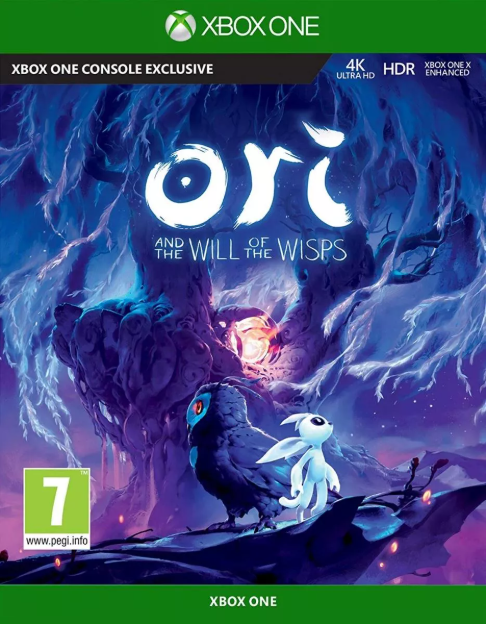 XBOX ONE
XBOX ONE CONSOLE EXCLUSIVE
4K
ULTRA HD
HDR
XBOX ONE X
ENHANCED
ori
AND THE WILL OF THE WISPS
7
TM
www.pegi.info
XBOX ONE